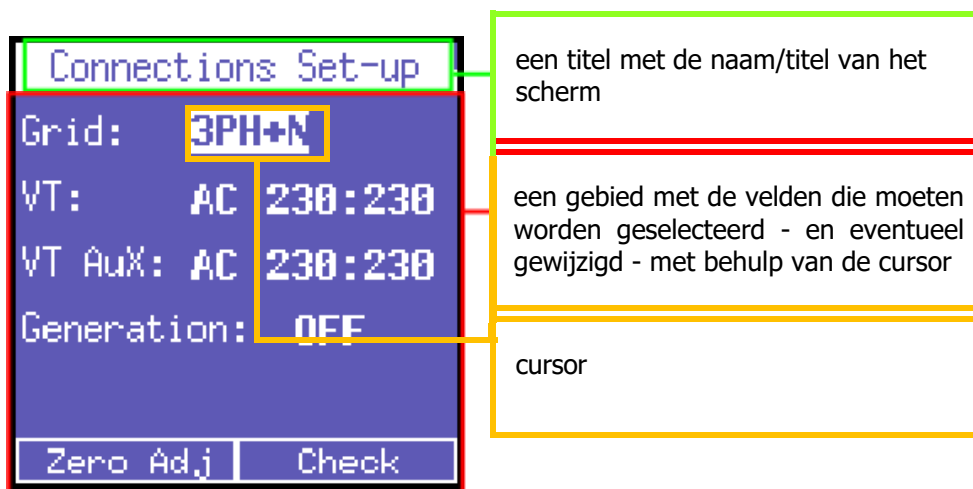 Connections Set-up
Grid: 3PH+N
VT: AC 230:230
VT AuX: AC 230:230
Generation: OFF
Zero Adj Check
een titel met de naam/titel van het
scherm
een gebied met de velden die moeten
worden geselecteerd - en eventueel
gewijzigd - met behulp van de cursor
cursor